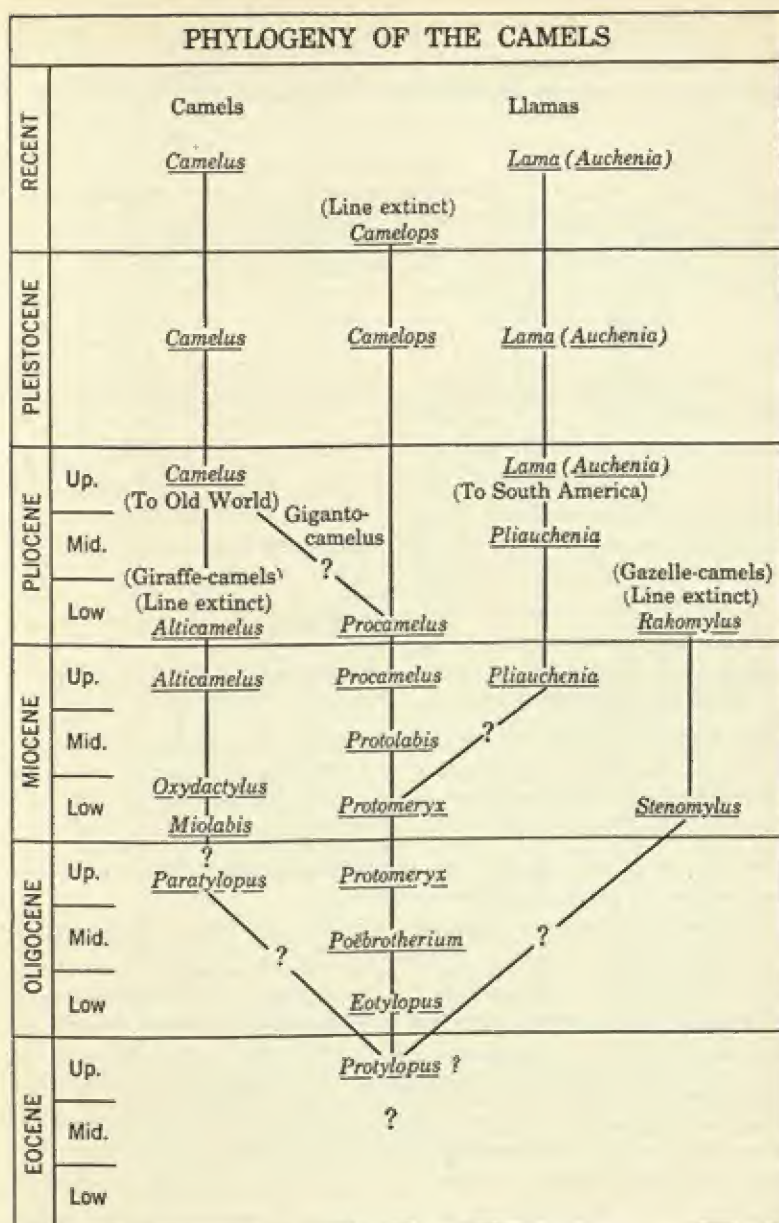 PHYLOGENY OF THE CAMELS
RECENT
Camels
Llamas
Camelus
Lama (Auchenia)
(Line extinct)
Camelops
PLEISTOCENE
Camelus
Camelops
Lama (Auchenia)
PLIOCENE
Up.
Camelus
(To Old World)
Lama (Auchenia)
(To South America)
Giganto-
camelus
Mid.
?
Pliauchenia
(Giraffe-camels)
(Line extinct)
(Gazelle-camels)
(Line extinct)
Low
Alticamelus
Procamelus
Rakomylus
MIOCENE
Up.
Alticamelus
Procamelus
Pliauchenia
Mid.
Protolabis
?
Low
Oxydactylus
Miolabis
Protomeryx
Stenomylus
OLIGOCENE
Up.
?
Paratylopus
Protomeryx
Mid.
?
Poëbrotherium
?
Low
Eotylopus
EOCENE
Up.
Protylopus ?
Mid.
?
Low